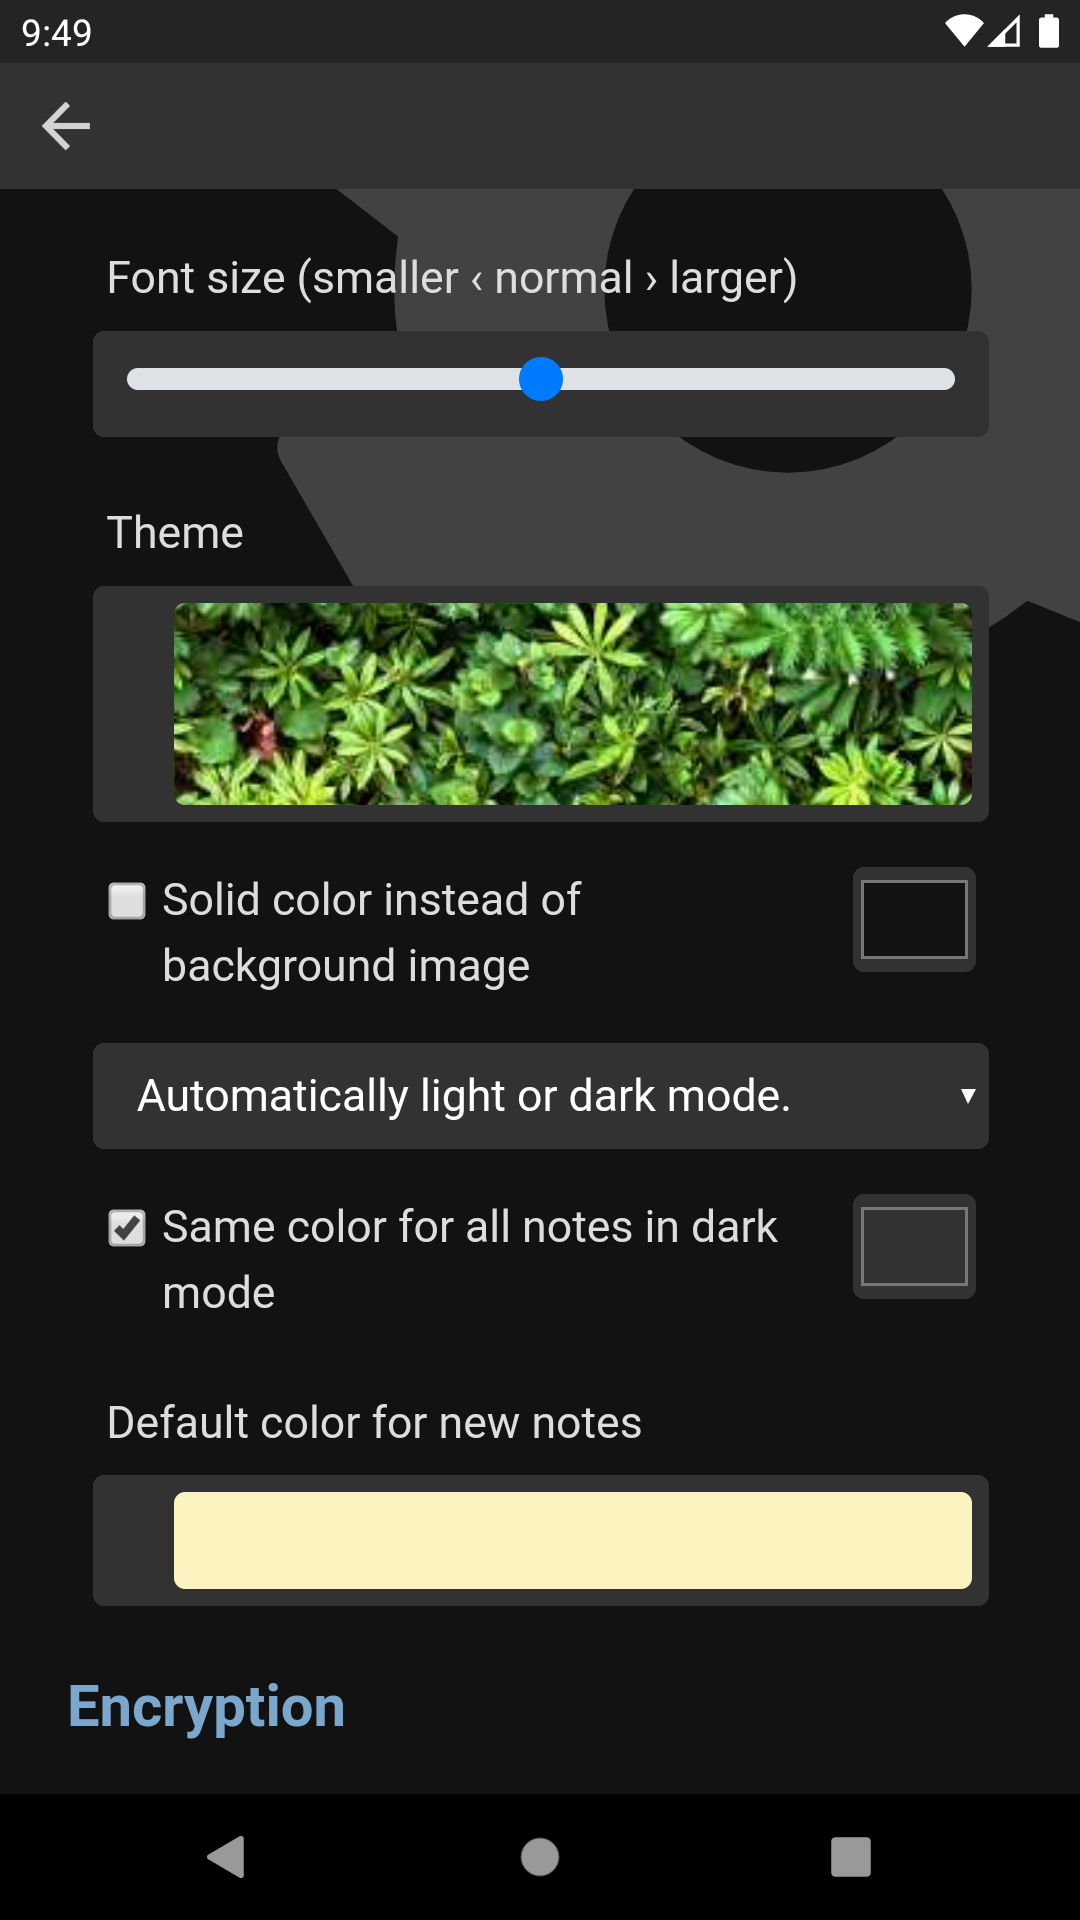 9:49
Font size (smaller ‹ normal › larger)
Theme
Solid color instead of
background image
Automatically light or dark mode.
Same color for all notes in dark
mode
Default color for new notes
Encryption